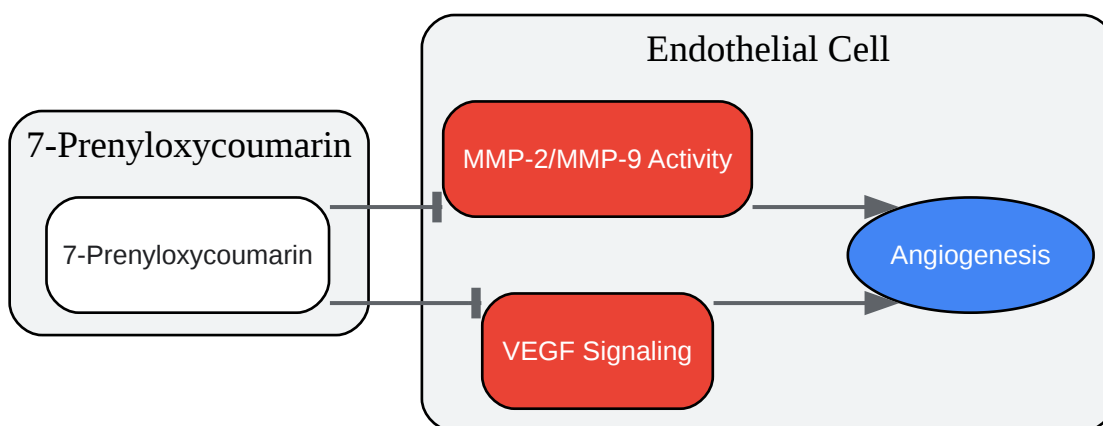 Endothelial Cell
7-Prenyloxycoumarin
MMP-2/MMP-9 Activity
7-Prenyloxycoumarin
Angiogenesis
VEGF Signaling